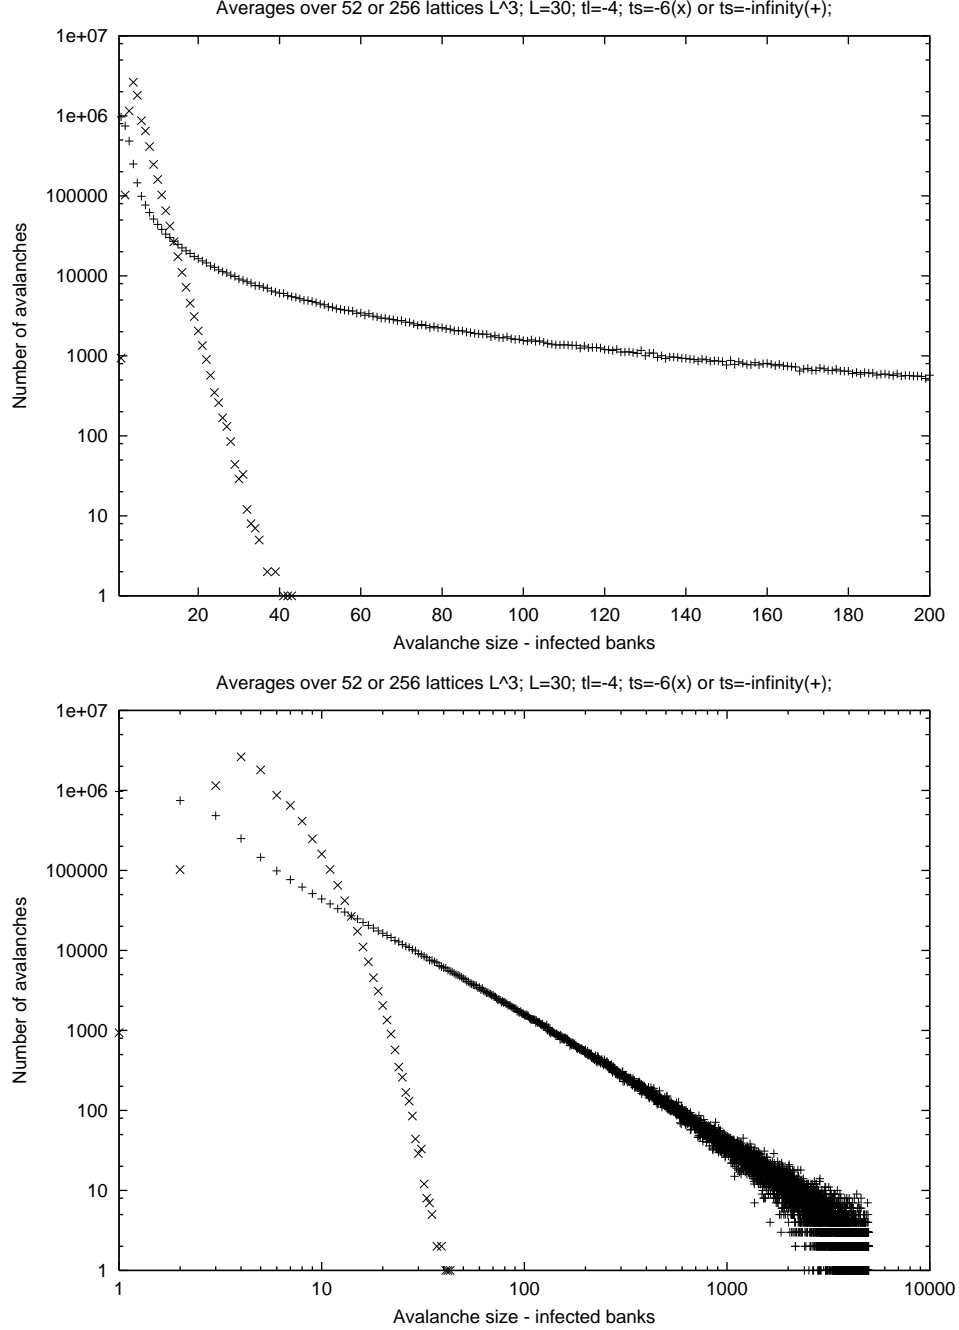 Averages over 52 or 256 lattices L^3; L=30; tl=-4; ts=-6(x) or ts=-infinity(+);
1e+07
1e+06
100000
10000
1000
100
10
1
Number of avalanches
20 40 60 80 100 120 140 160 180 200
Avalanche size - infected banks
Averages over 52 or 256 lattices L^3; L=30; tl=-4; ts=-6(x) or ts=-infinity(+);
1e+07
1e+06
100000
10000
1000
100
10
1
Number of avalanches
1 10 100 1000 10000
Avalanche size - infected banks